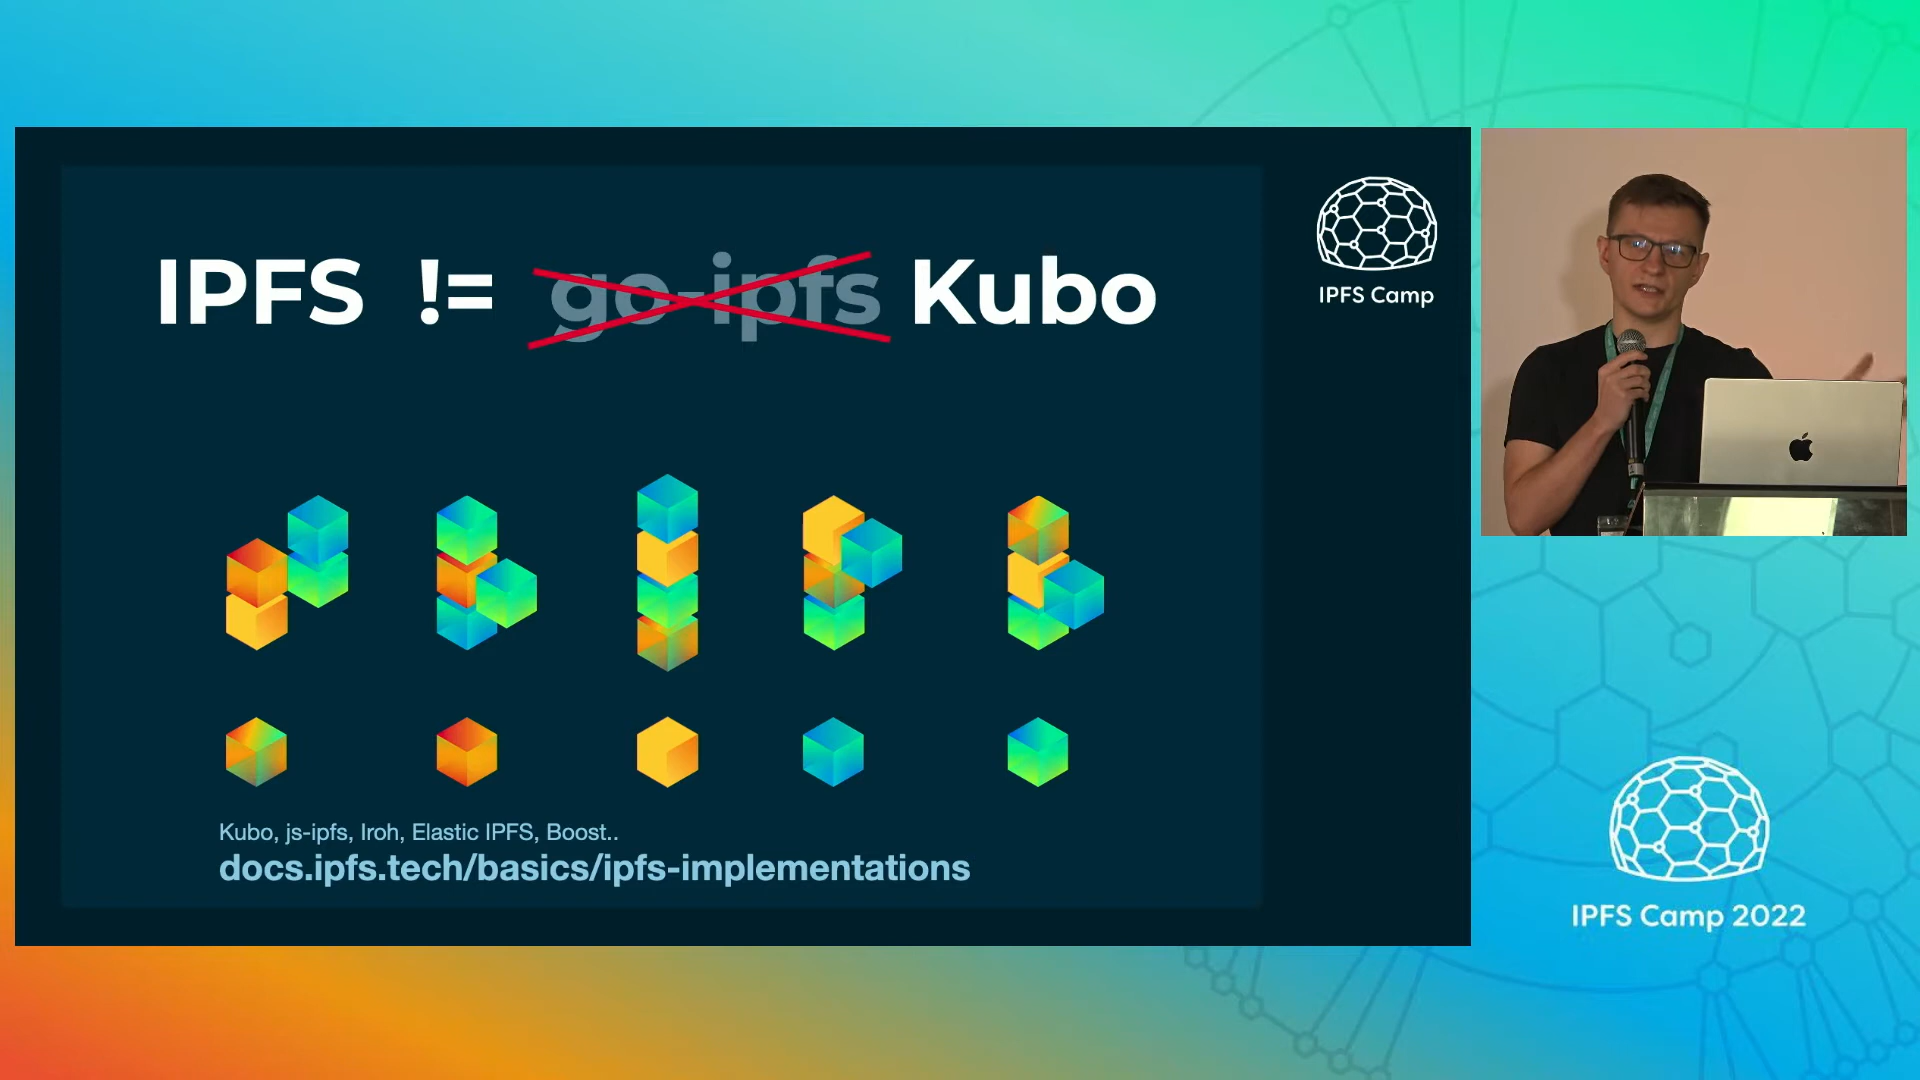 IPFS != go-ipfs Kubo
IPFS Camp
Kubo, js-ipfs, Iroh, Elastic IPFS, Boost..
docs.ipfs.tech/basics/ipfs-implementations
IPFS Camp 2022